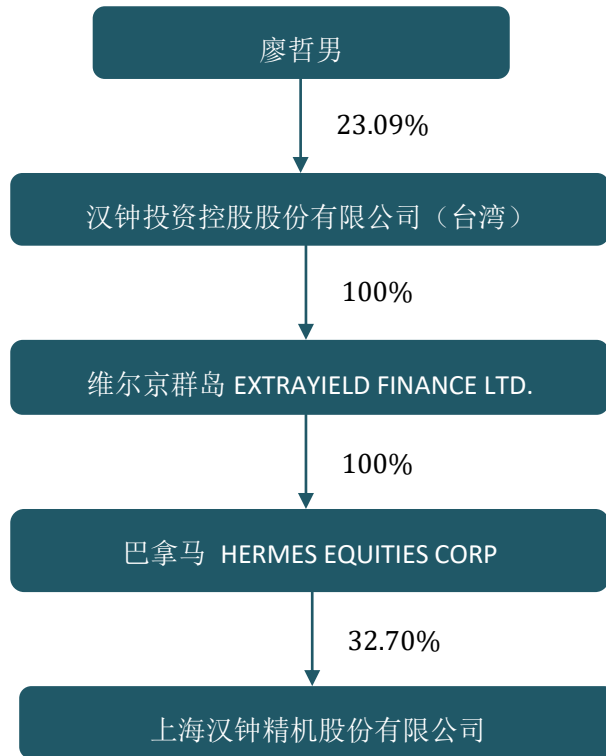 廖哲男
23.09%
汉钟投资控股股份有限公司（台湾）
100%
维尔京群岛 EXTRAYIELD FINANCE LTD.
100%
巴拿马 HERMES EQUITIES CORP
32.70%
上海汉钟精机股份有限公司